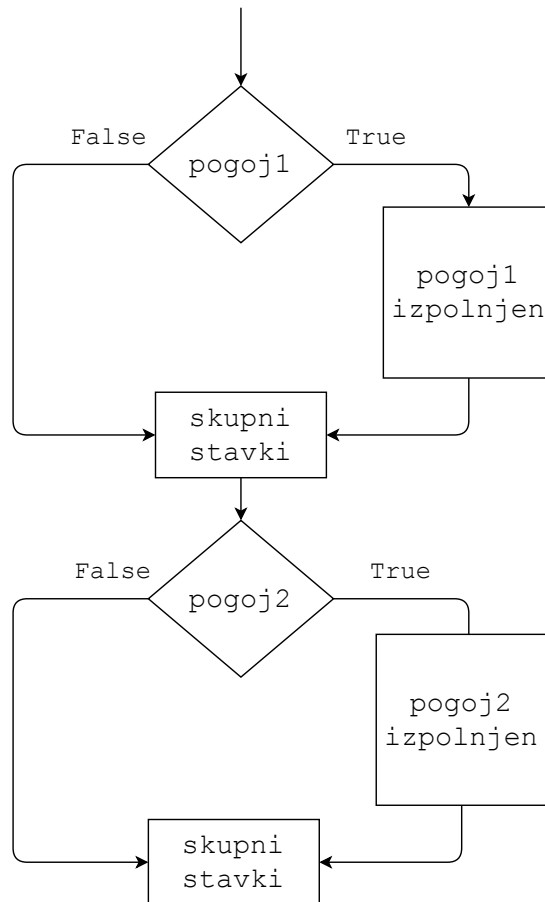 False
True
pogoj1
pogoj1
izpolnjen
skupni
stavki
False
True
pogoj2
pogoj2
izpolnjen
skupni
stavki